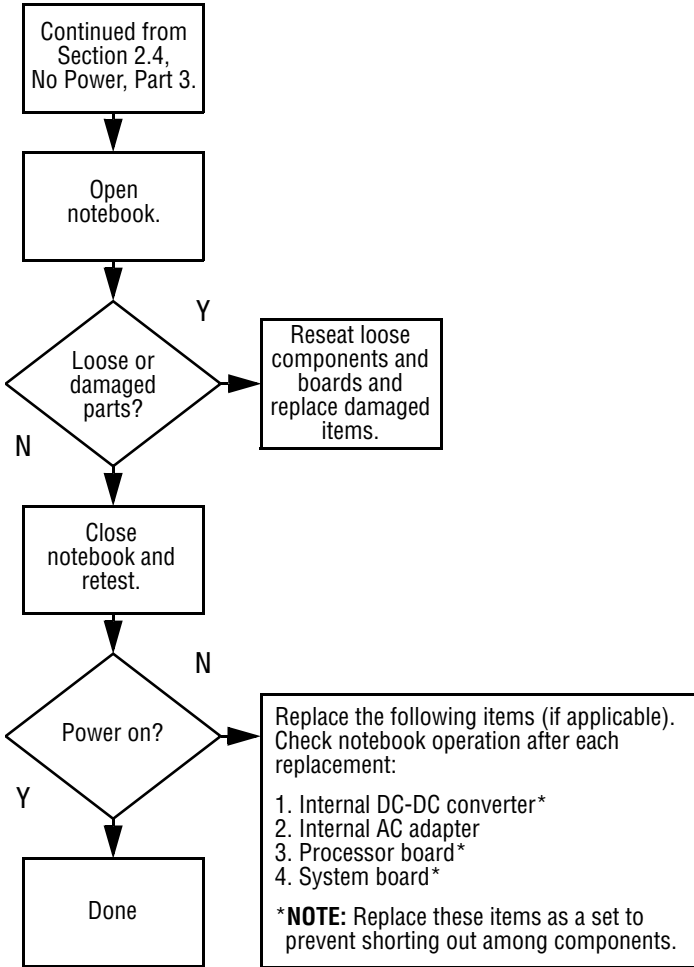 Continued from
Section 2.4,
No Power, Part 3.
Open
notebook.
Y
Loose or
damaged
parts?
Reseat loose
components and
boards and
replace damaged
items.
N
Close
notebook and
retest.
N
Power on?
Replace the following items (if applicable).
Check notebook operation after each
replacement:
1. Internal DC-DC converter*
2. Internal AC adapter
3. Processor board*
4. System board*
*NOTE: Replace these items as a set to
prevent shorting out among components.
Y
Done